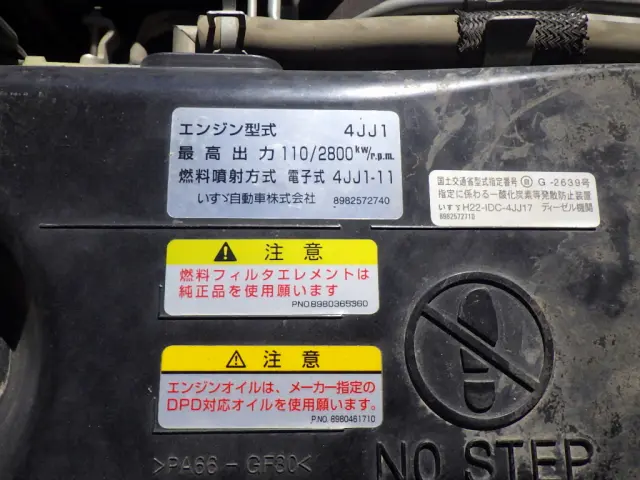 エンジン型式 4JJ1
最高出力 110/2800kW/r.p.m.
燃料噴射方式 電子式 4JJ1-11
いすゞ自動車株式会社 8982572740
国土交通省型式指定番号 自 G-2639号
指定に係わる一酸化炭素等発散防止装置
いすゞH22-IDC-4JJ17 ディーゼル機関
8982572710
注意
燃料フィルタエレメントは
純正品を使用願います
PNO.8980365360
注意
エンジンオイルは、メーカー指定の
DPD対応オイルを使用願います。
P.NO. 8980461710
>PA66-GF30<
NO STEP